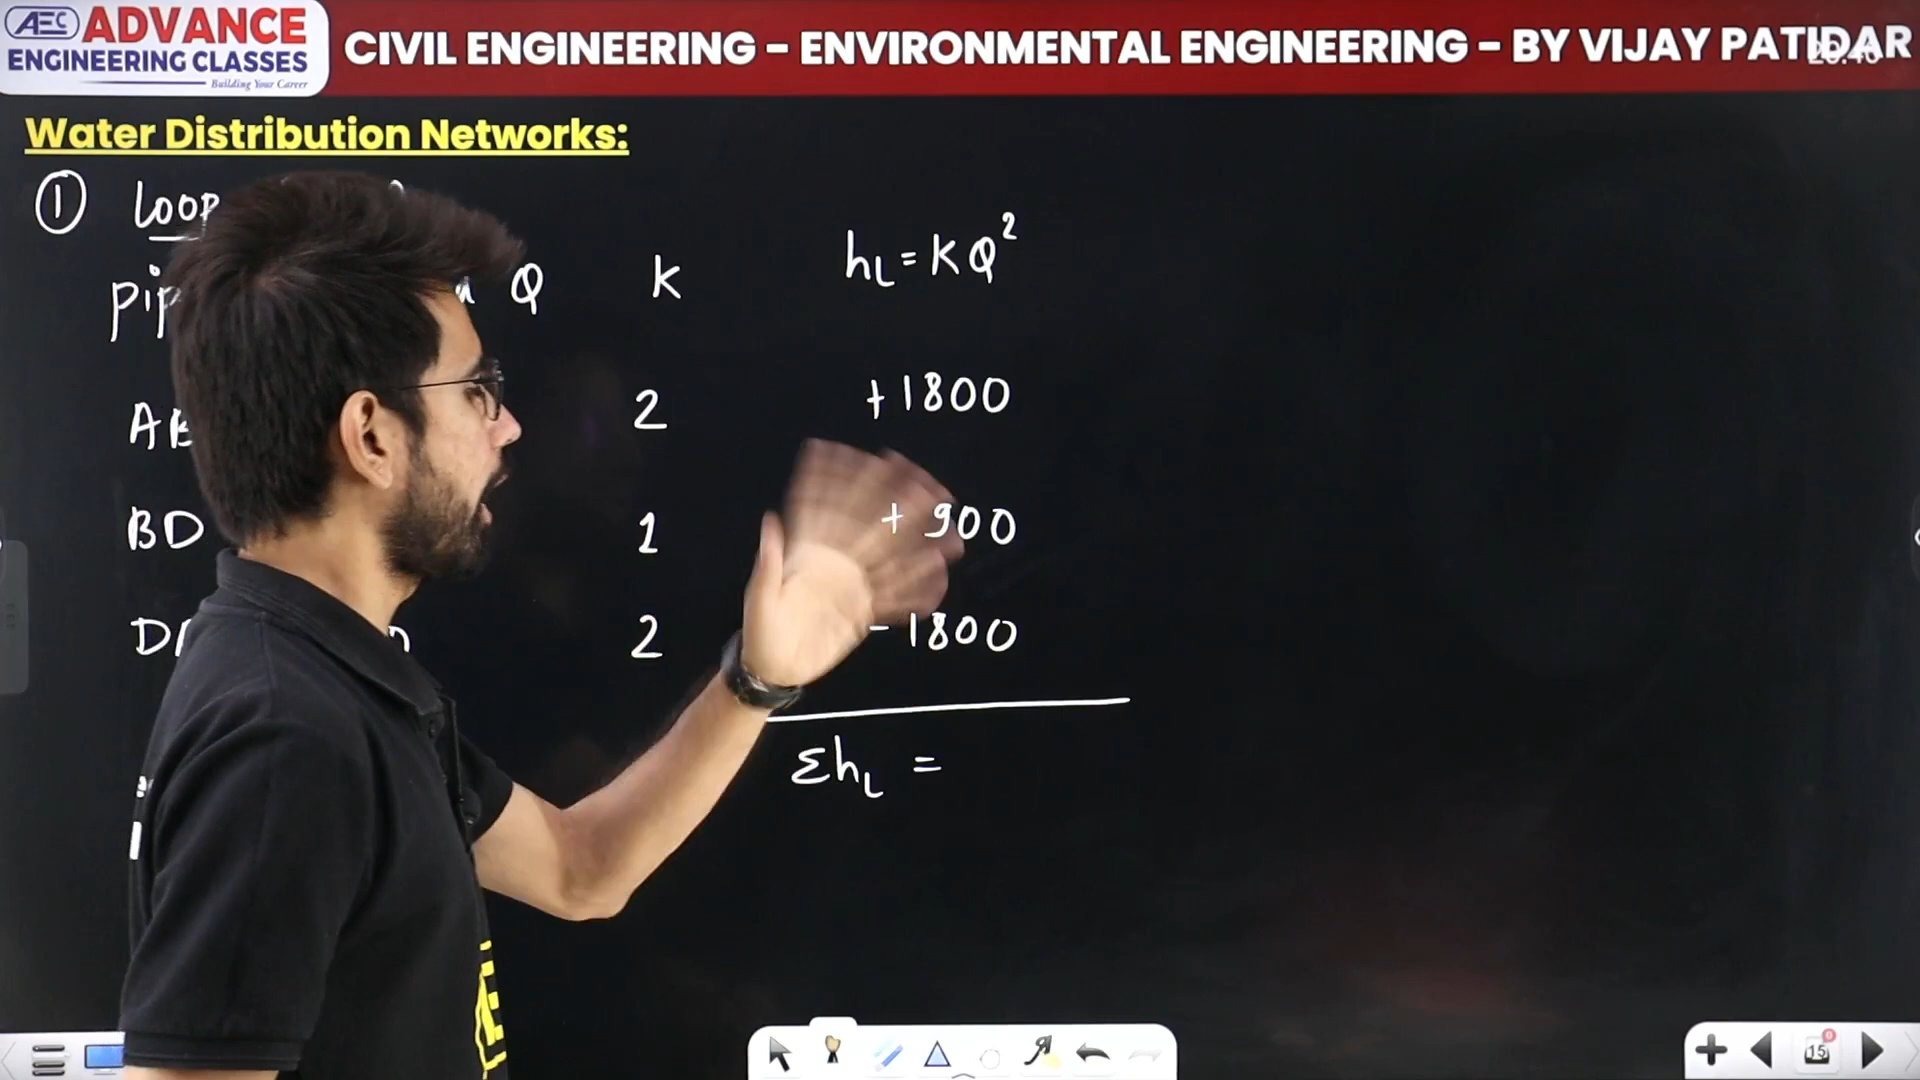 AEC ADVANCE
ENGINEERING CLASSES
Building Your Career
CIVIL ENGINEERING – ENVIRONMENTAL ENGINEERING – BY VIJAY PATIDAR
Water Distribution Networks:
① Loop
Q K hL = KQ²
2 +1800
BD 1 + 900
2 - 1800
ΣhL =
15